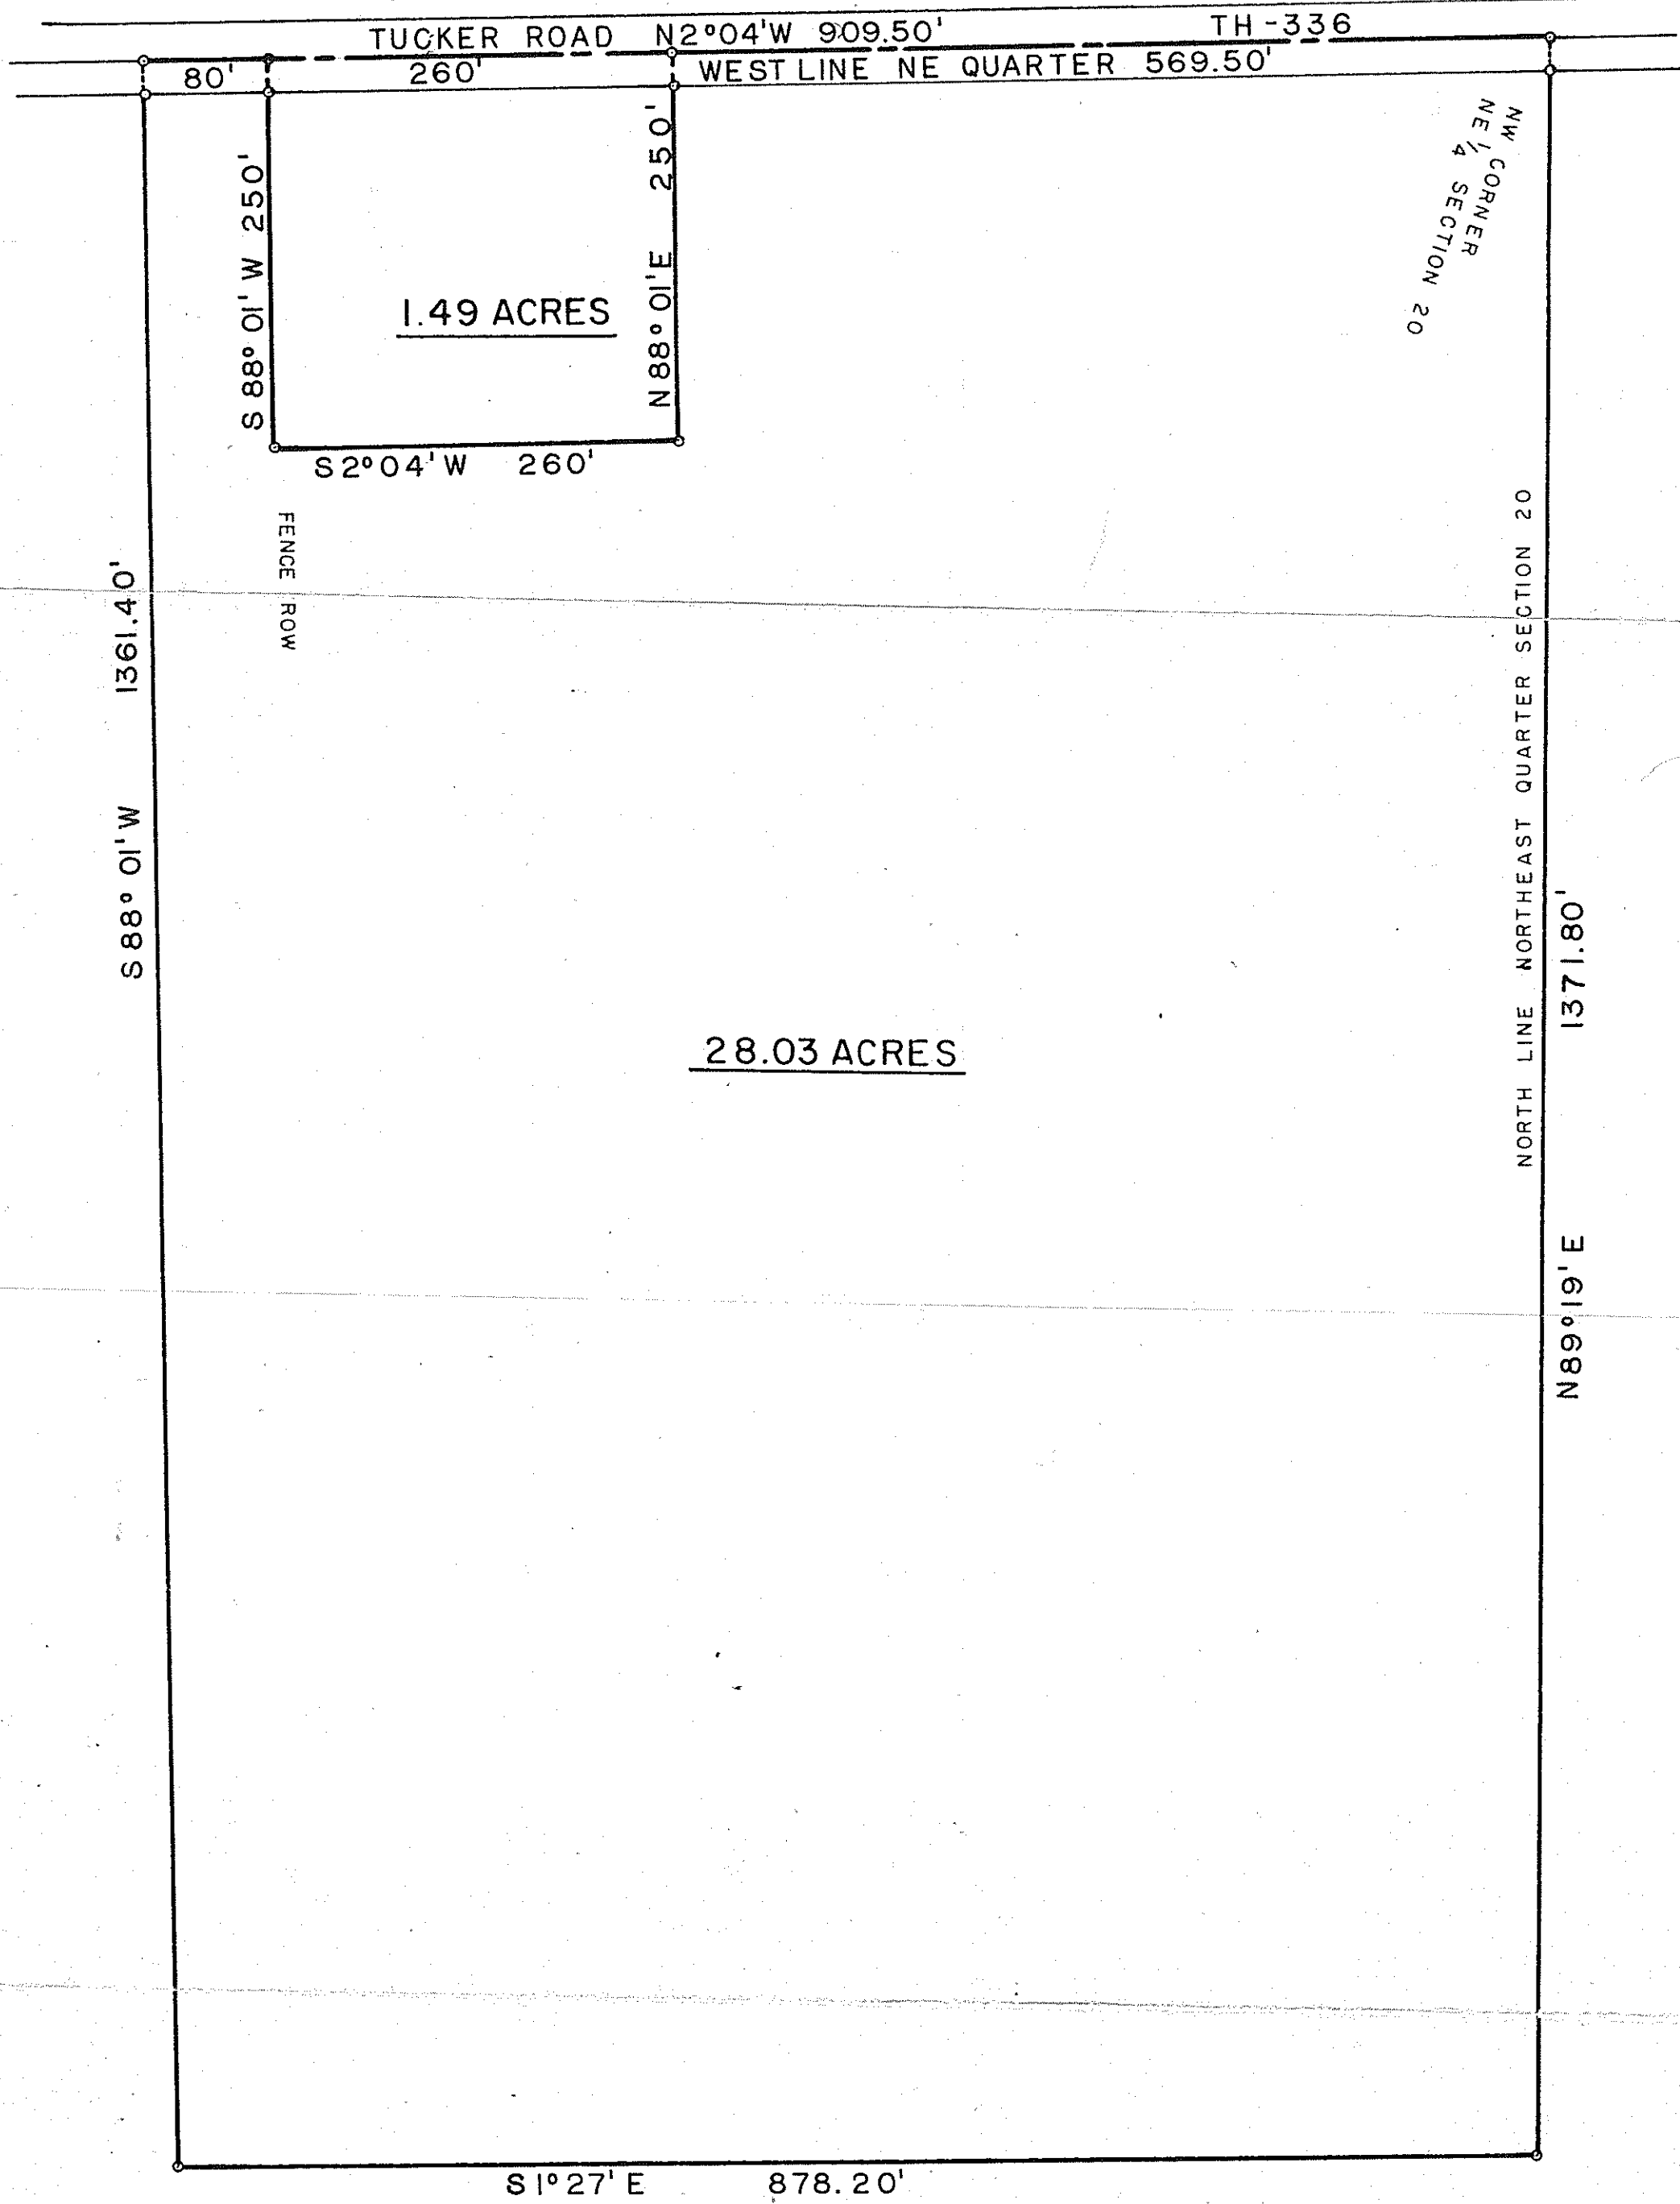 TUCKER ROAD N2°04'W 909.50' TH-336
80' 260' WEST LINE NE QUARTER 569.50'
NW CORNER
NE 1/4 SECTION 20
S 88° 01' W 250'
N 88° 01' E 250'
1.49 ACRES
S2°04'W 260'
FENCE ROW
S 88° 01' W 1361.40'
NORTH LINE NORTHEAST QUARTER SECTION 20
N89°19'E 1371.80'
28.03 ACRES
S1°27'E 878.20'